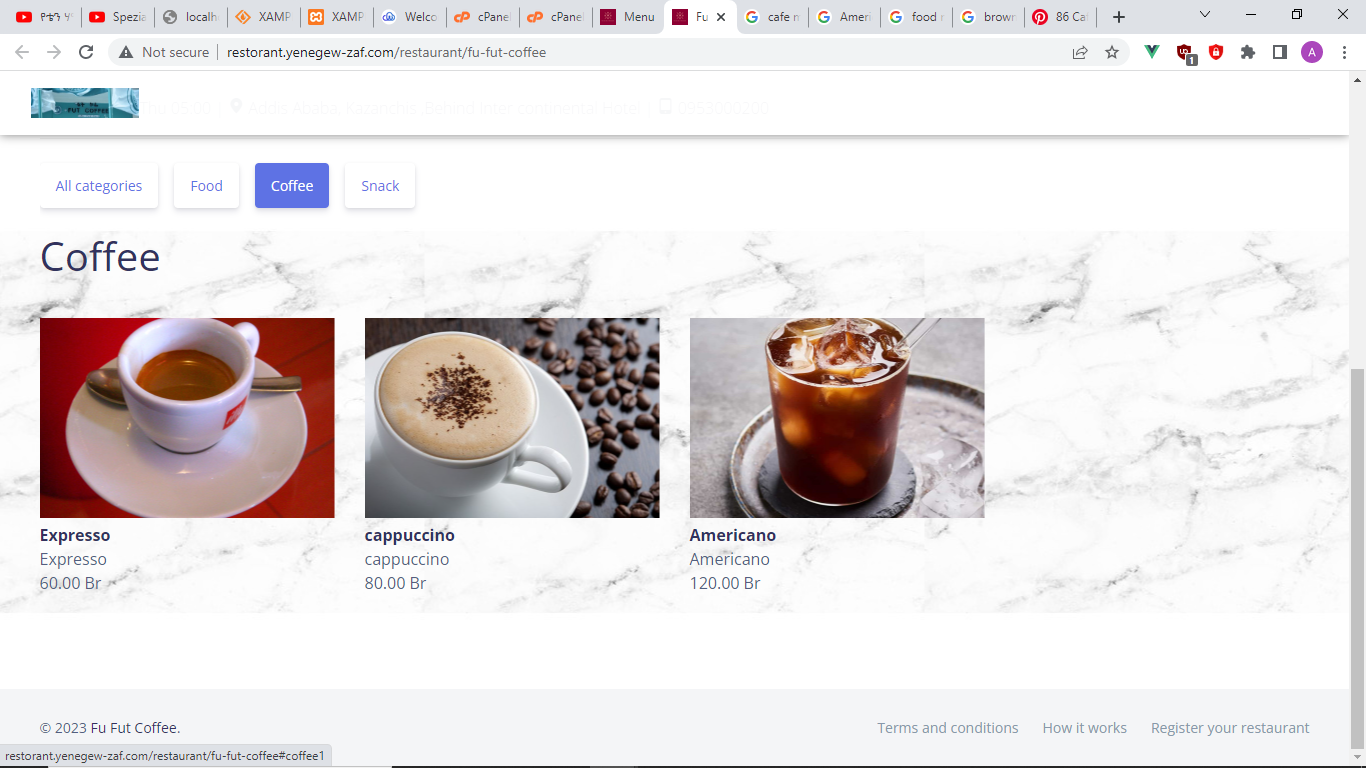 የቴዎ ሃ
Spezia
localh
XAMP
XAMP
Welco
cPanel
cPanel
Menu
Fu
cafe m
Ameri
food m
brown
86 Caf
Not secure restorant.yenegew-zaf.com/restaurant/fu-fut-coffee
1
A
FUT Coffee
Addis Ababa, Kazanchis ,Behind Inter continental Hotel
0953000200
All categories
Food
Coffee
Snack
Coffee
Expresso
Expresso
60.00 Br
cappuccino
cappuccino
80.00 Br
Americano
Americano
120.00 Br
© 2023 Fu Fut Coffee.
Terms and conditions
How it works
Register your restaurant
restorant.yenegew-zaf.com/restaurant/fu-fut-coffee#coffee1